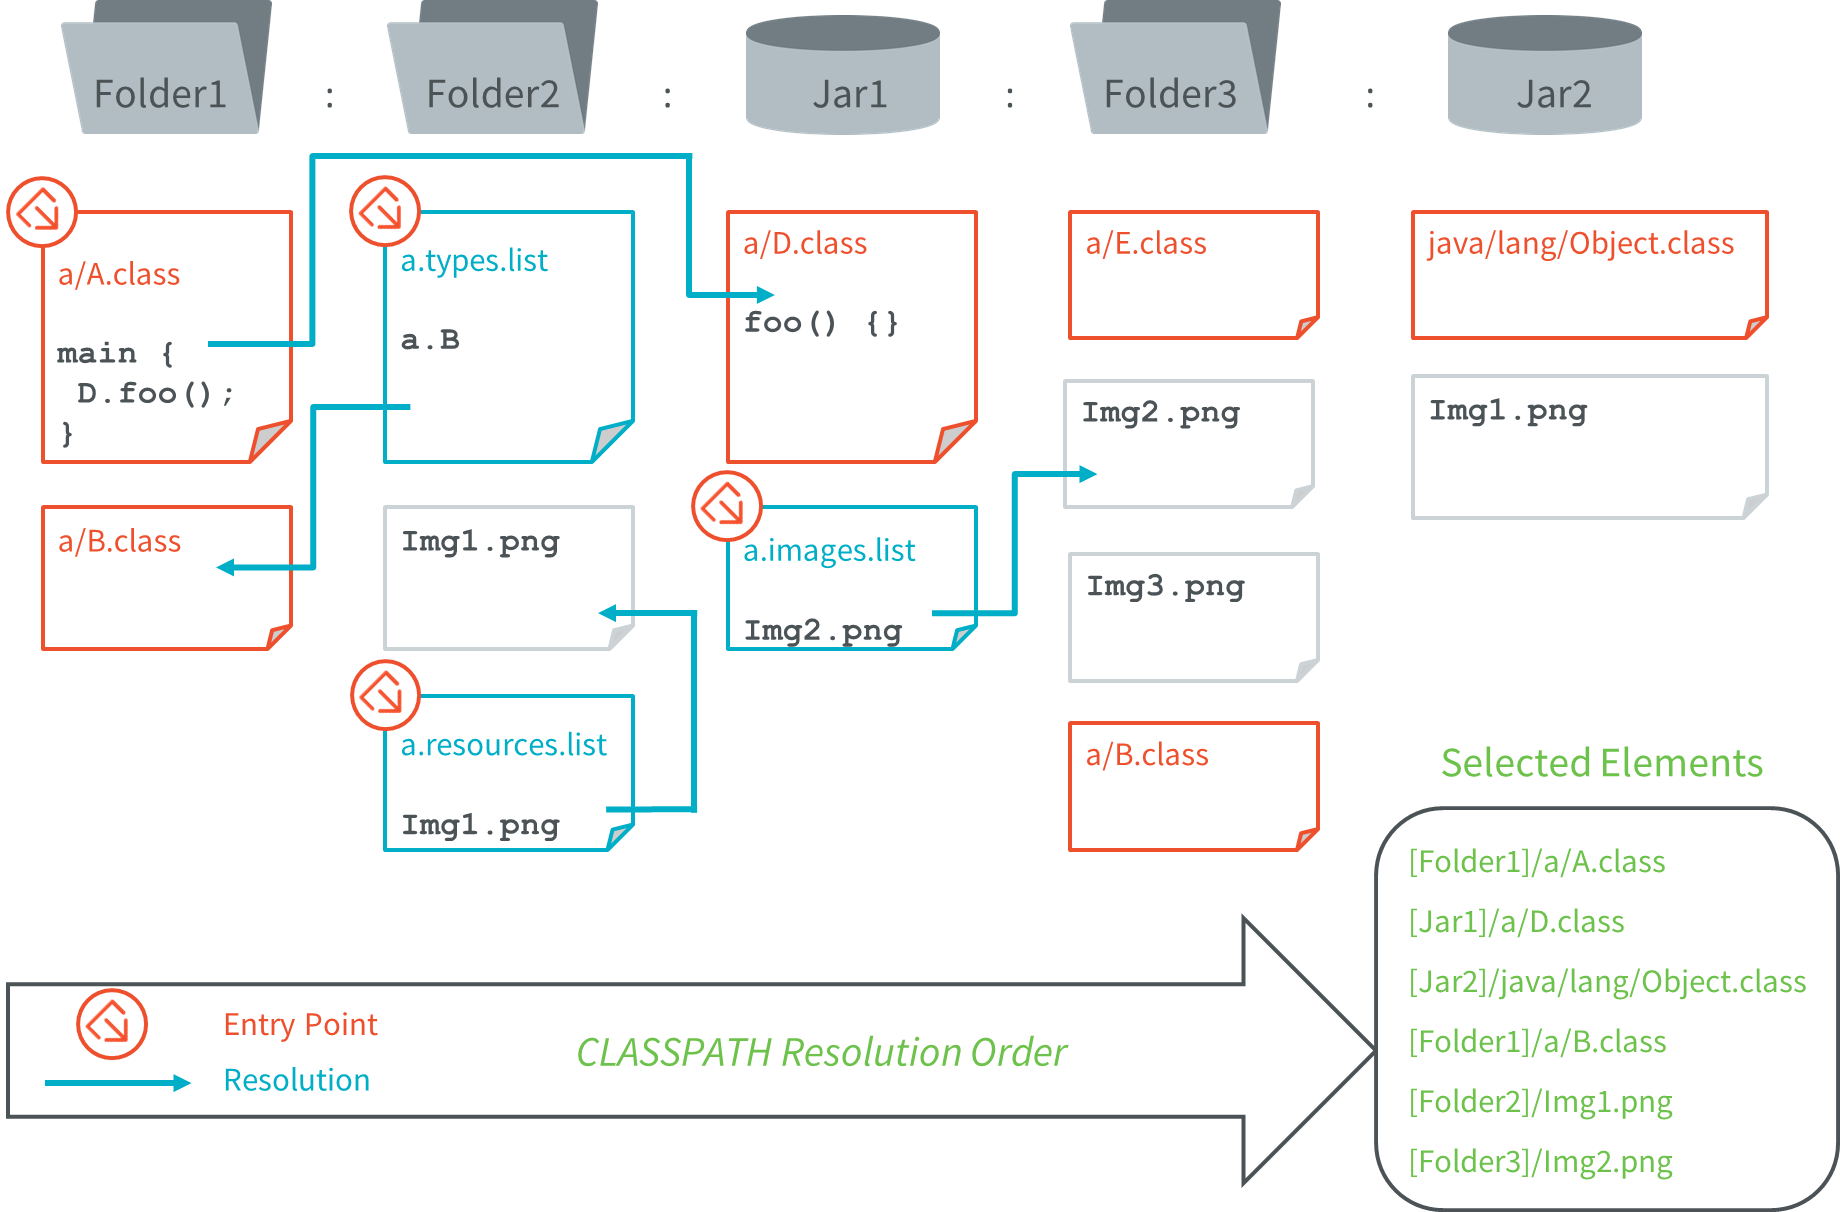 Folder1 : Folder2 : Jar1 : Folder3 : Jar2
a/A.class
main {
D.foo();
}
a/B.class
a.types.list
a.B
Img1.png
a.resources.list
Img1.png
a/D.class
foo() {}
a.images.list
Img2.png
a/E.class
Img2.png
Img3.png
a/B.class
java/lang/Object.class
Img1.png
Selected Elements
[Folder1]/a/A.class
[Jar1]/a/D.class
[Jar2]/java/lang/Object.class
[Folder1]/a/B.class
[Folder2]/Img1.png
[Folder3]/Img2.png
Entry Point
Resolution
CLASSPATH Resolution Order